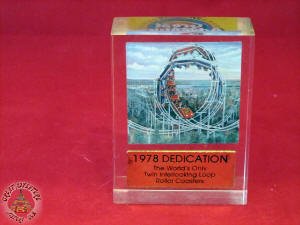 1978 DEDICATION
The World's Only
Twin Interlocking Loop
Roller Coasters